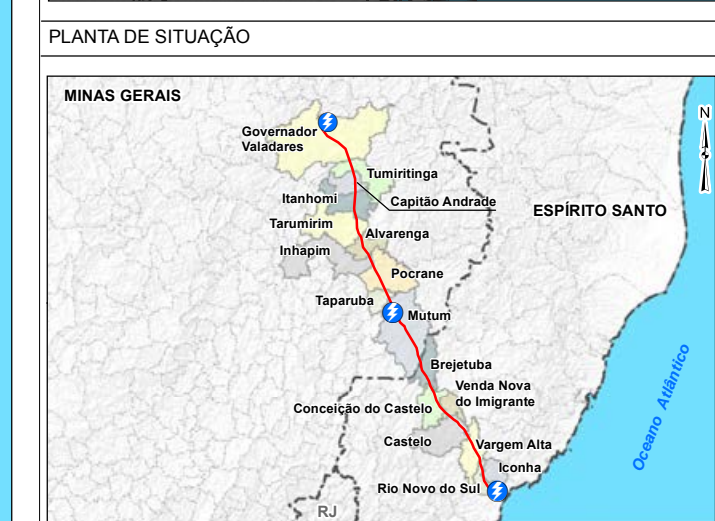 PLANTA DE SITUAÇÃO
MINAS GERAIS
N
Governador
Valadares
Tumiritinga
Itanhomi
Capitão Andrade
ESPÍRITO SANTO
Tarumirim
Alvarenga
Inhapim
Pocrane
Taparuba
Mutum
Brejetuba
Venda Nova
do Imigrante
Conceição do Castelo
Castelo
Vargem Alta
Iconha
Rio Novo do Sul
Oceano Atlântico
RJ